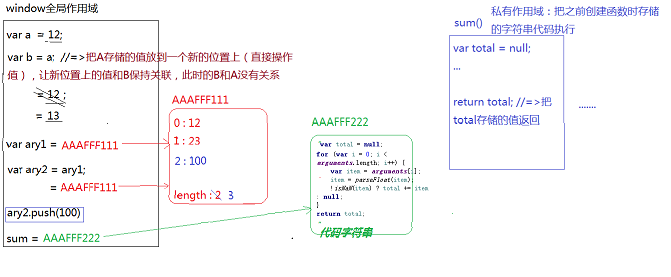 window全局作用域
var a = 12;
var b = a: //=>把A存储的值放到一个新的位置上（直接操作
值），让新位置上的值和B保持关联，此时的B和A没有关系
= 12 ;
= 13
var ary1 = AAAFFF111
var ary2 = ary1;
= AAAFFF111
ary2.push(100)
sum = AAAFFF222
AAAFFF111
0 : 12
1 : 23
2 : 100
length : 2 3
AAAFFF222
"var total = null;
for (var i = 0; i <
arguments.length; i++) {
var item = arguments[i];
item = parseFloat(item);
!isNaN(item) ? total += item
: null;
}
return total;
"
代码字符串
sum()
私有作用域：把之前创建函数时存储
的字符串代码执行
var total = null;
...
return total; //=>把
total存储的值返回
.......